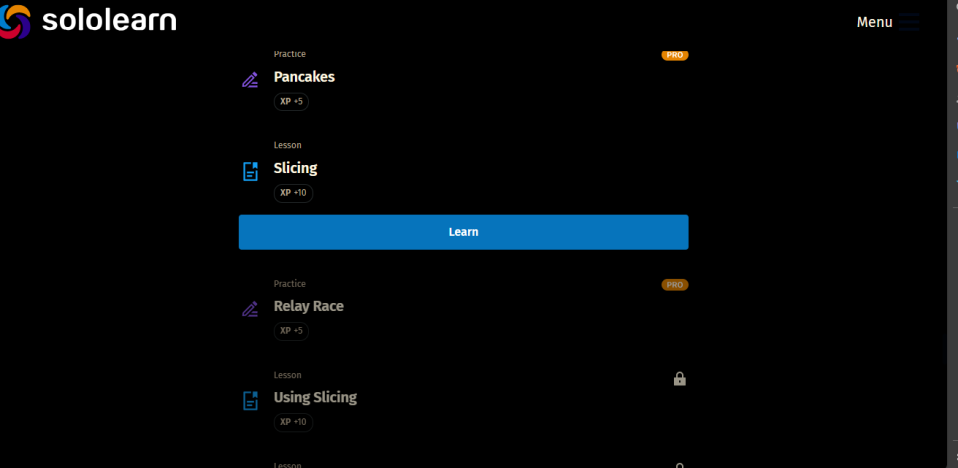 sololearn
Menu
Practice
PRO
Pancakes
XP +5
Lesson
Slicing
XP +10
Learn
Practice
PRO
Relay Race
XP +5
Lesson
Using Slicing
XP +10
Lesson